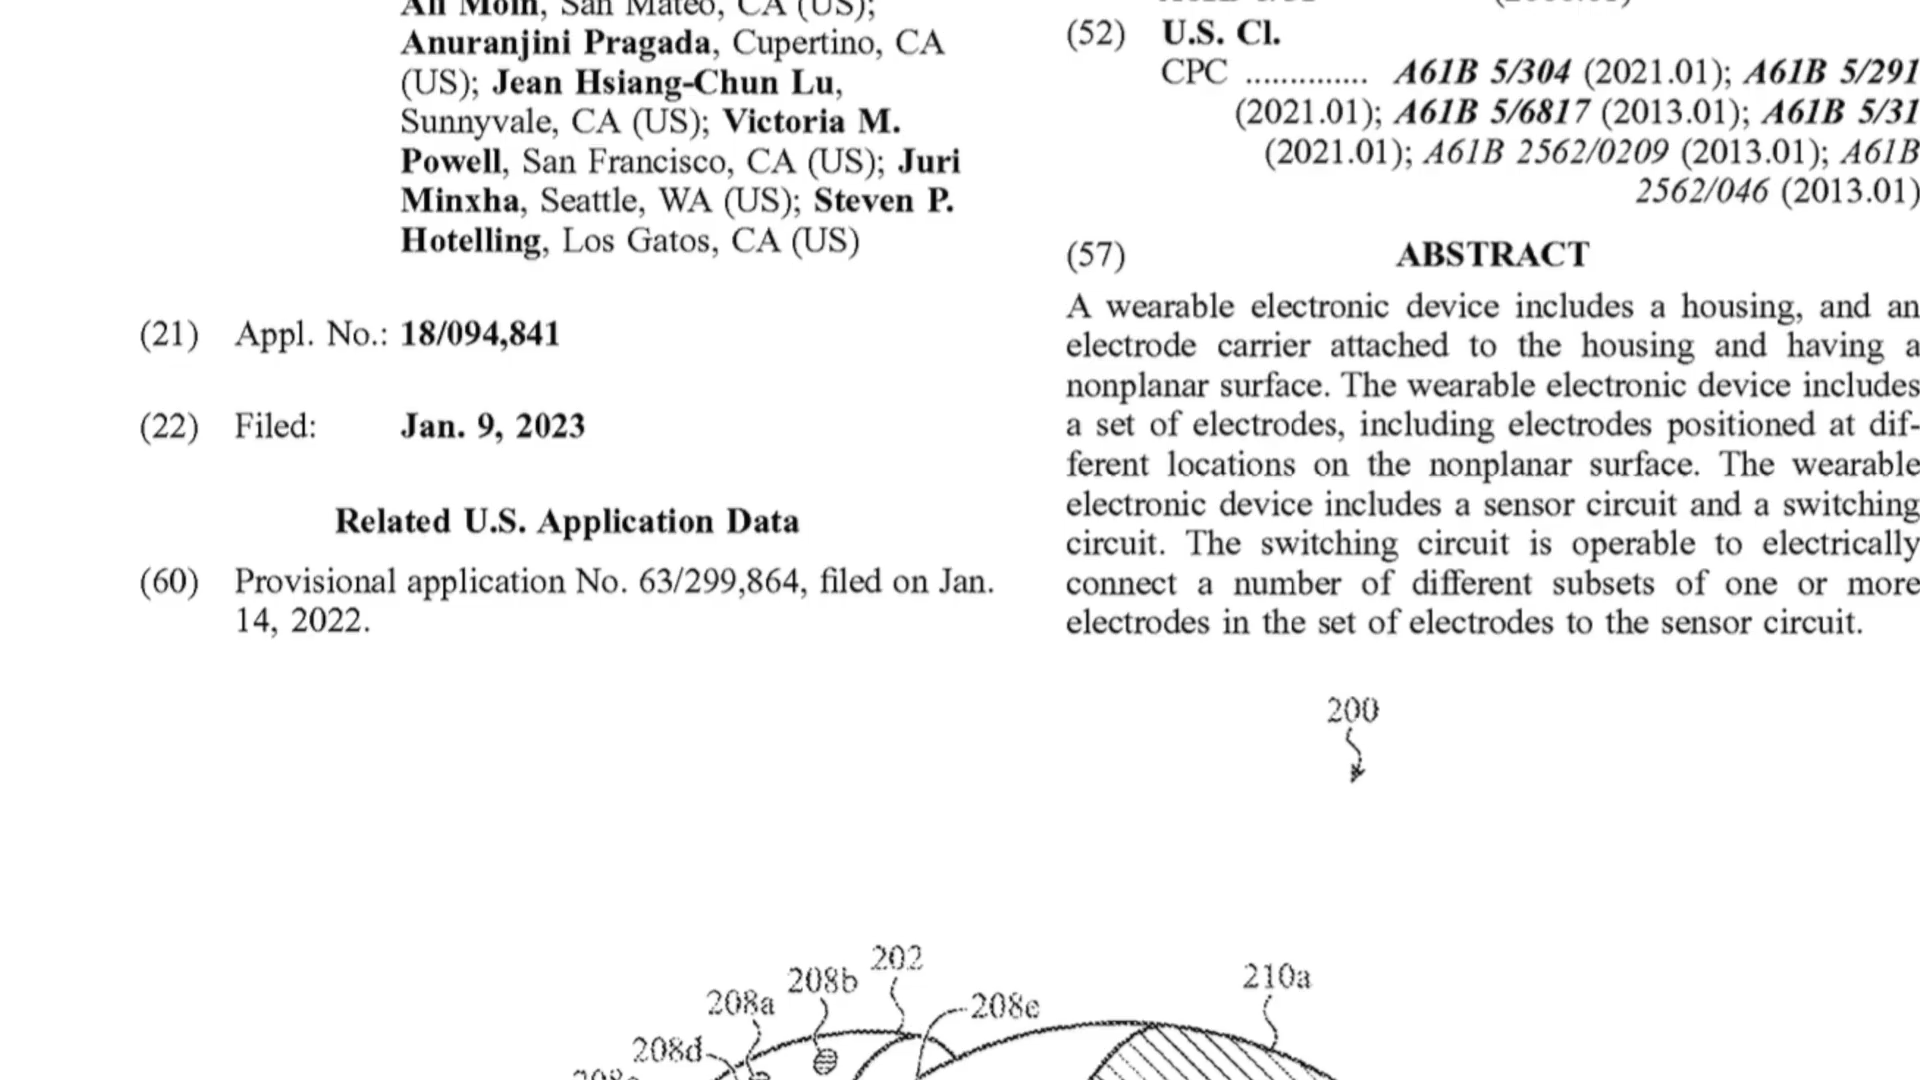 Ali Moin, San Mateo, CA (US);
Anuranjini Pragada, Cupertino, CA
(US); Jean Hsiang-Chun Lu,
Sunnyvale, CA (US); Victoria M.
Powell, San Francisco, CA (US); Juri
Minxha, Seattle, WA (US); Steven P.
Hotelling, Los Gatos, CA (US)
(21) Appl. No.: 18/094,841
(22) Filed: Jan. 9, 2023
Related U.S. Application Data
(60) Provisional application No. 63/299,864, filed on Jan.
14, 2022.
(52) U.S. Cl.
CPC .............. A61B 5/304 (2021.01); A61B 5/291
(2021.01); A61B 5/6817 (2013.01); A61B 5/31
(2021.01); A61B 2562/0209 (2013.01); A61B
2562/046 (2013.01)
(57) ABSTRACT
A wearable electronic device includes a housing, and an
electrode carrier attached to the housing and having a
nonplanar surface. The wearable electronic device includes
a set of electrodes, including electrodes positioned at dif-
ferent locations on the nonplanar surface. The wearable
electronic device includes a sensor circuit and a switching
circuit. The switching circuit is operable to electrically
connect a number of different subsets of one or more
electrodes in the set of electrodes to the sensor circuit.
200
202
208b
210a
208a
208e
208d